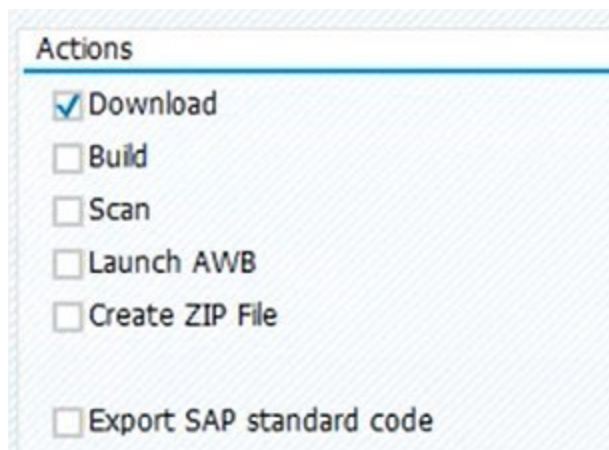 Actions
Download
Build
Scan
Launch AWB
Create ZIP File
Export SAP standard code